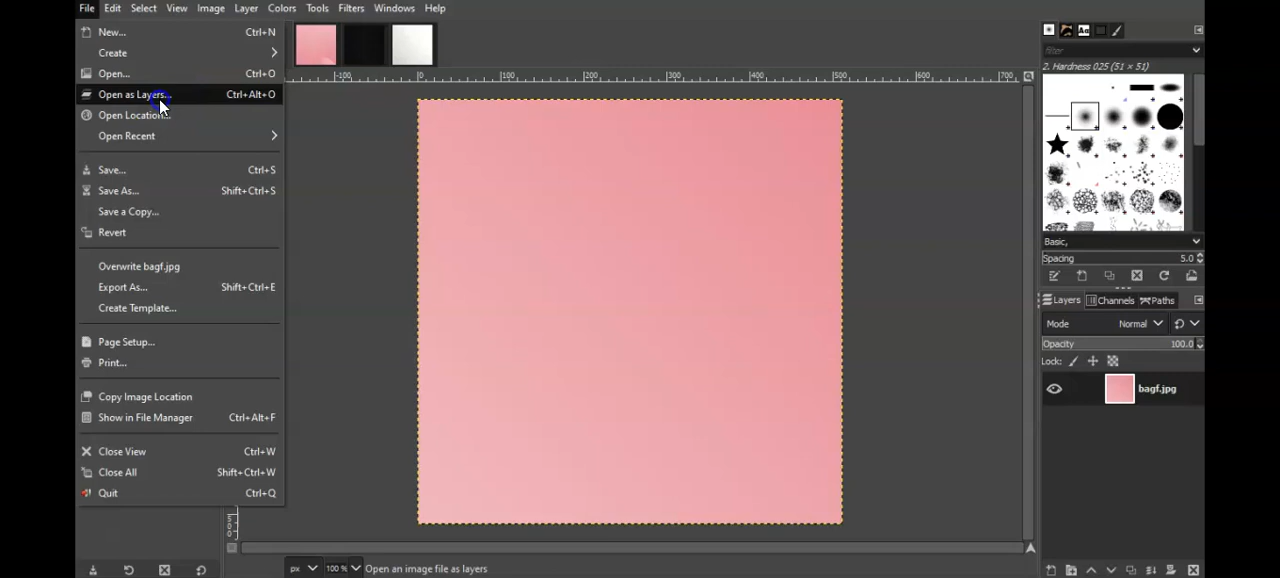 File Edit Select View Image Layer Colors Tools Filters Windows Help
New... Ctrl+N
Create
Open... Ctrl+O
Open as Layers... Ctrl+Alt+O
Open Location...
Open Recent
Save... Ctrl+S
Save As... Shift+Ctrl+S
Save a Copy...
Revert
Overwrite bagf.jpg
Export As... Shift+Ctrl+E
Create Template...
Page Setup...
Print...
Copy Image Location
Show in File Manager Ctrl+Alt+F
Close View Ctrl+W
Close All Shift+Ctrl+W
Quit Ctrl+Q
-100 0 100 200 300 400 500 600 700
500
px 100 % Open an image file as layers
Aa
filter
2. Hardness 025 (51 × 51)
Basic,
Spacing 5.0
Layers Channels Paths
Mode Normal
Opacity 100.0
Lock:
bagf.jpg